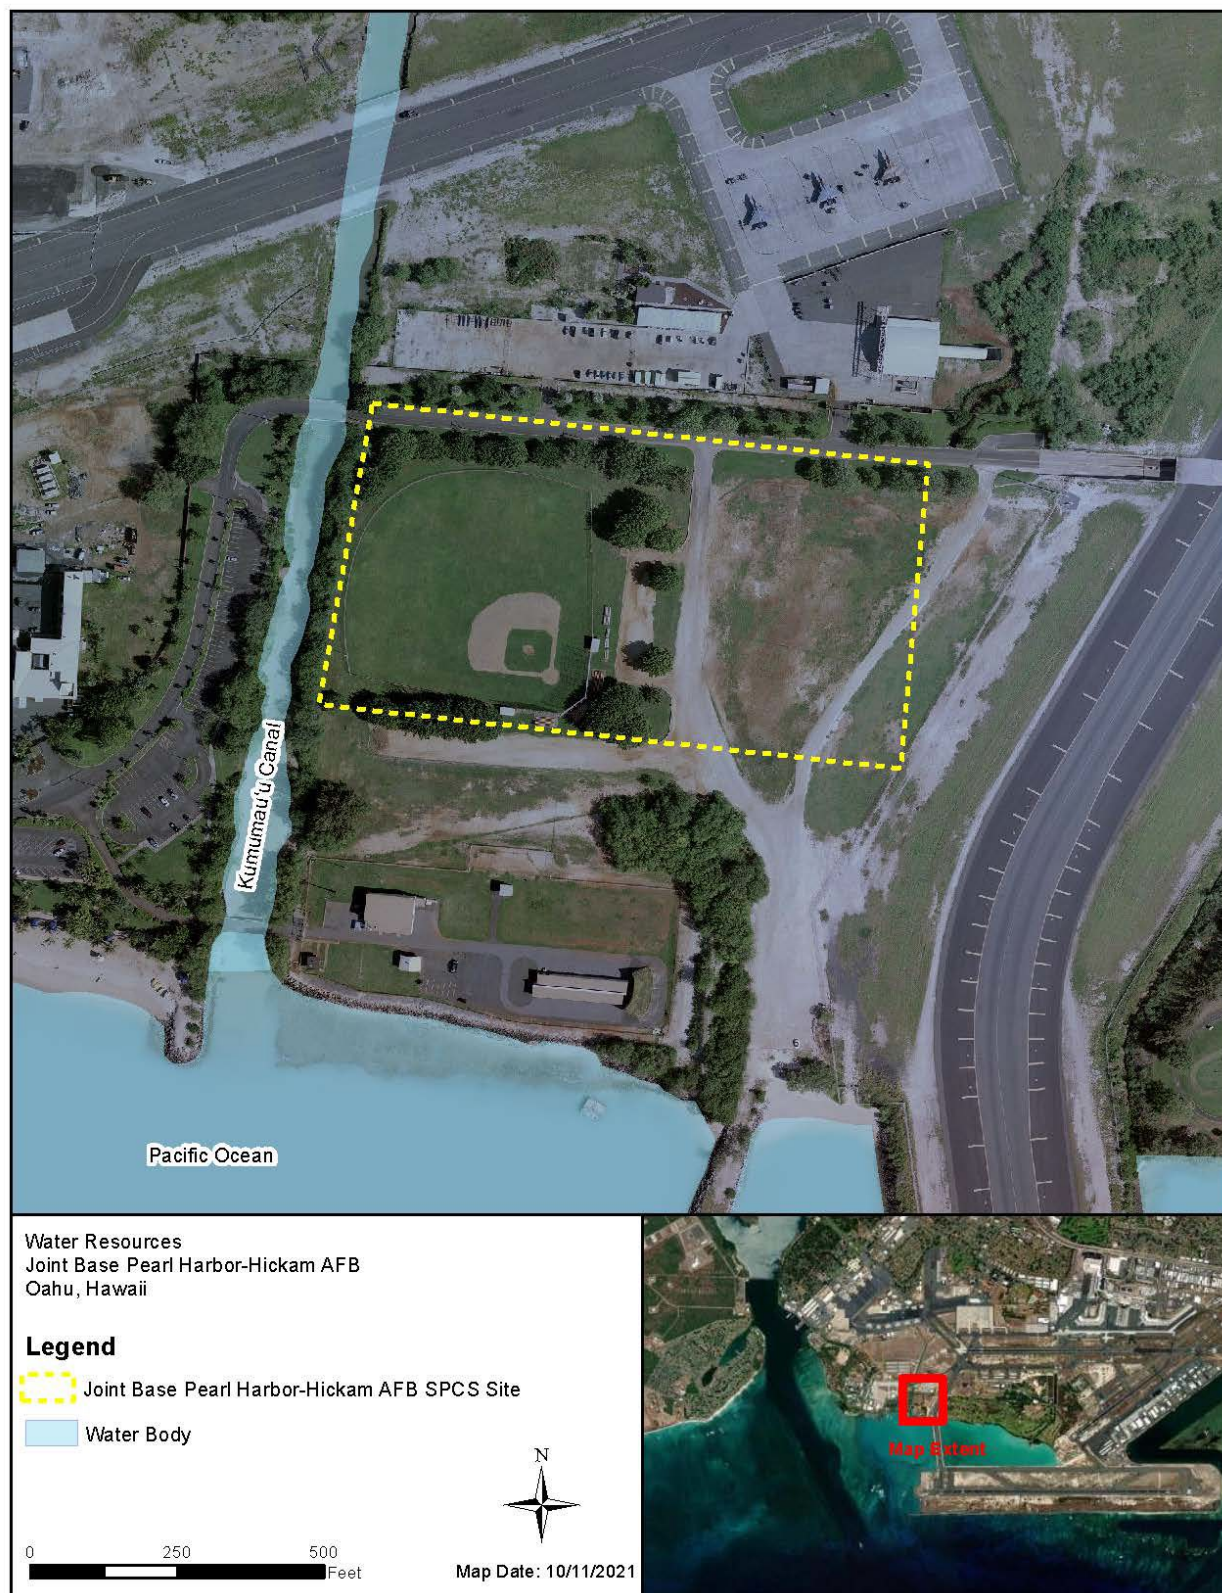 Kumumau'u Canal
Pacific Ocean
Water Resources
Joint Base Pearl Harbor-Hickam AFB
Oahu, Hawaii
Legend
Joint Base Pearl Harbor-Hickam AFB SPCS Site
Water Body
N
0 250 500
Feet
Map Date: 10/11/2021
Map Extent